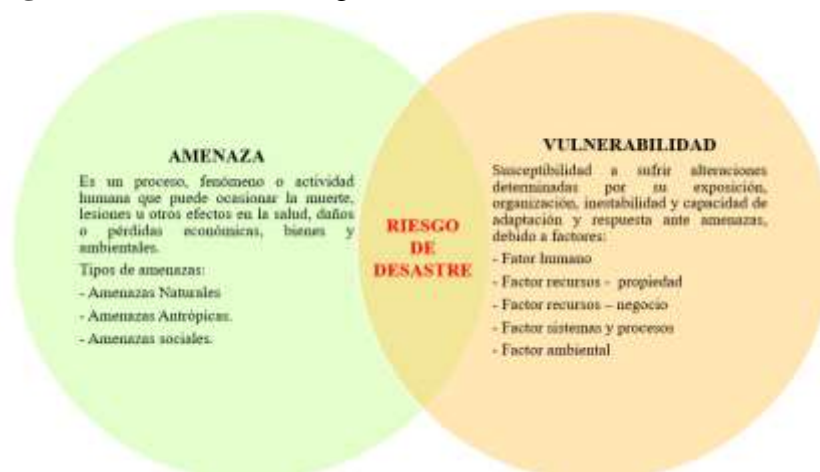 AMENAZA
Es un proceso, fenómeno o actividad
humana que puede ocasionar la muerte,
lesiones u otros efectos en la salud, daños
o pérdidas económicas, bienes y
ambientales.
Tipos de amenazas:
- Amenazas Naturales
- Amenazas Antrópicas.
- Amenazas sociales.
RIESGO
DE
DESASTRE
VULNERABILIDAD
Susceptibilidad a sufrir alteraciones
determinadas por su exposición,
organización, inestabilidad y capacidad de
adaptación y respuesta ante amenazas,
debido a factores:
- Fator humano
- Factor recursos - propiedad
- Factor recursos – negocio
- Factor sistemas y procesos
- Factor ambiental